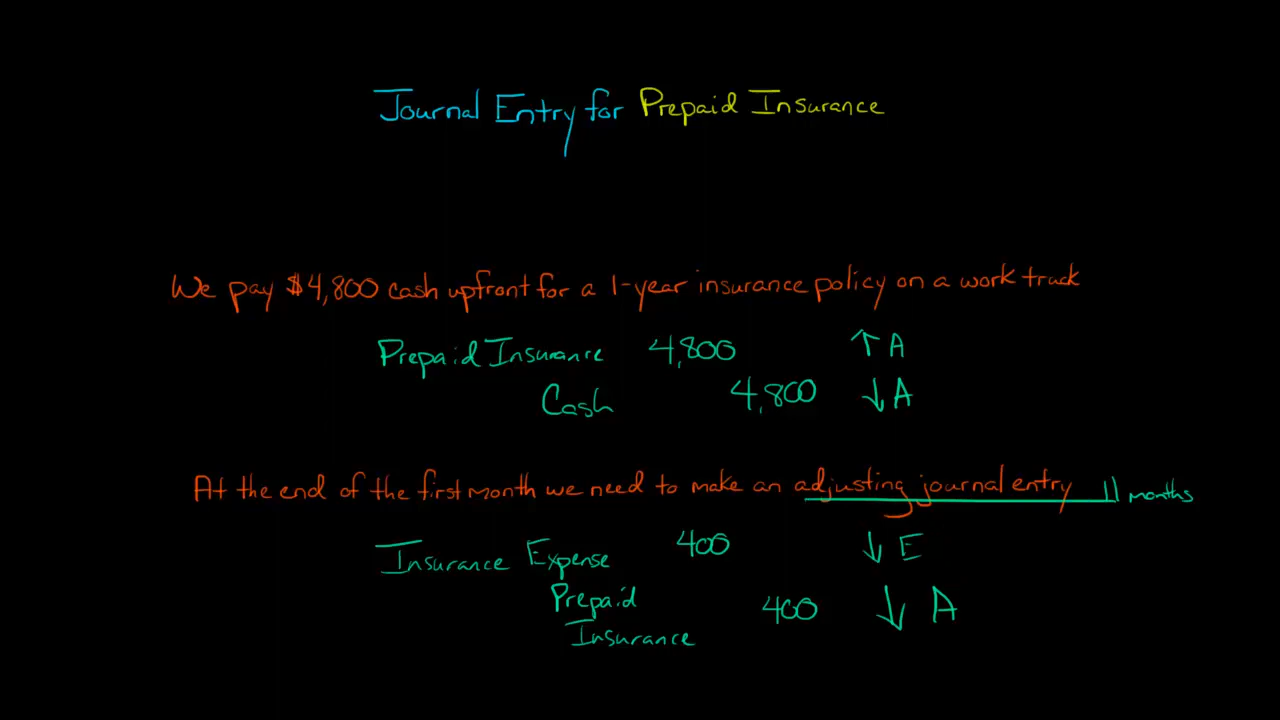 Journal Entry for Prepaid Insurance
We pay $4,800 cash upfront for a 1-year insurance policy on a work truck
Prepaid Insurance 4,800 ↑ A
Cash 4,800 ↓ A
At the end of the first month we need to make an adjusting journal entry 11 months
Insurance Expense 400 ↓ E
Prepaid 400 ↓ A
Insurance